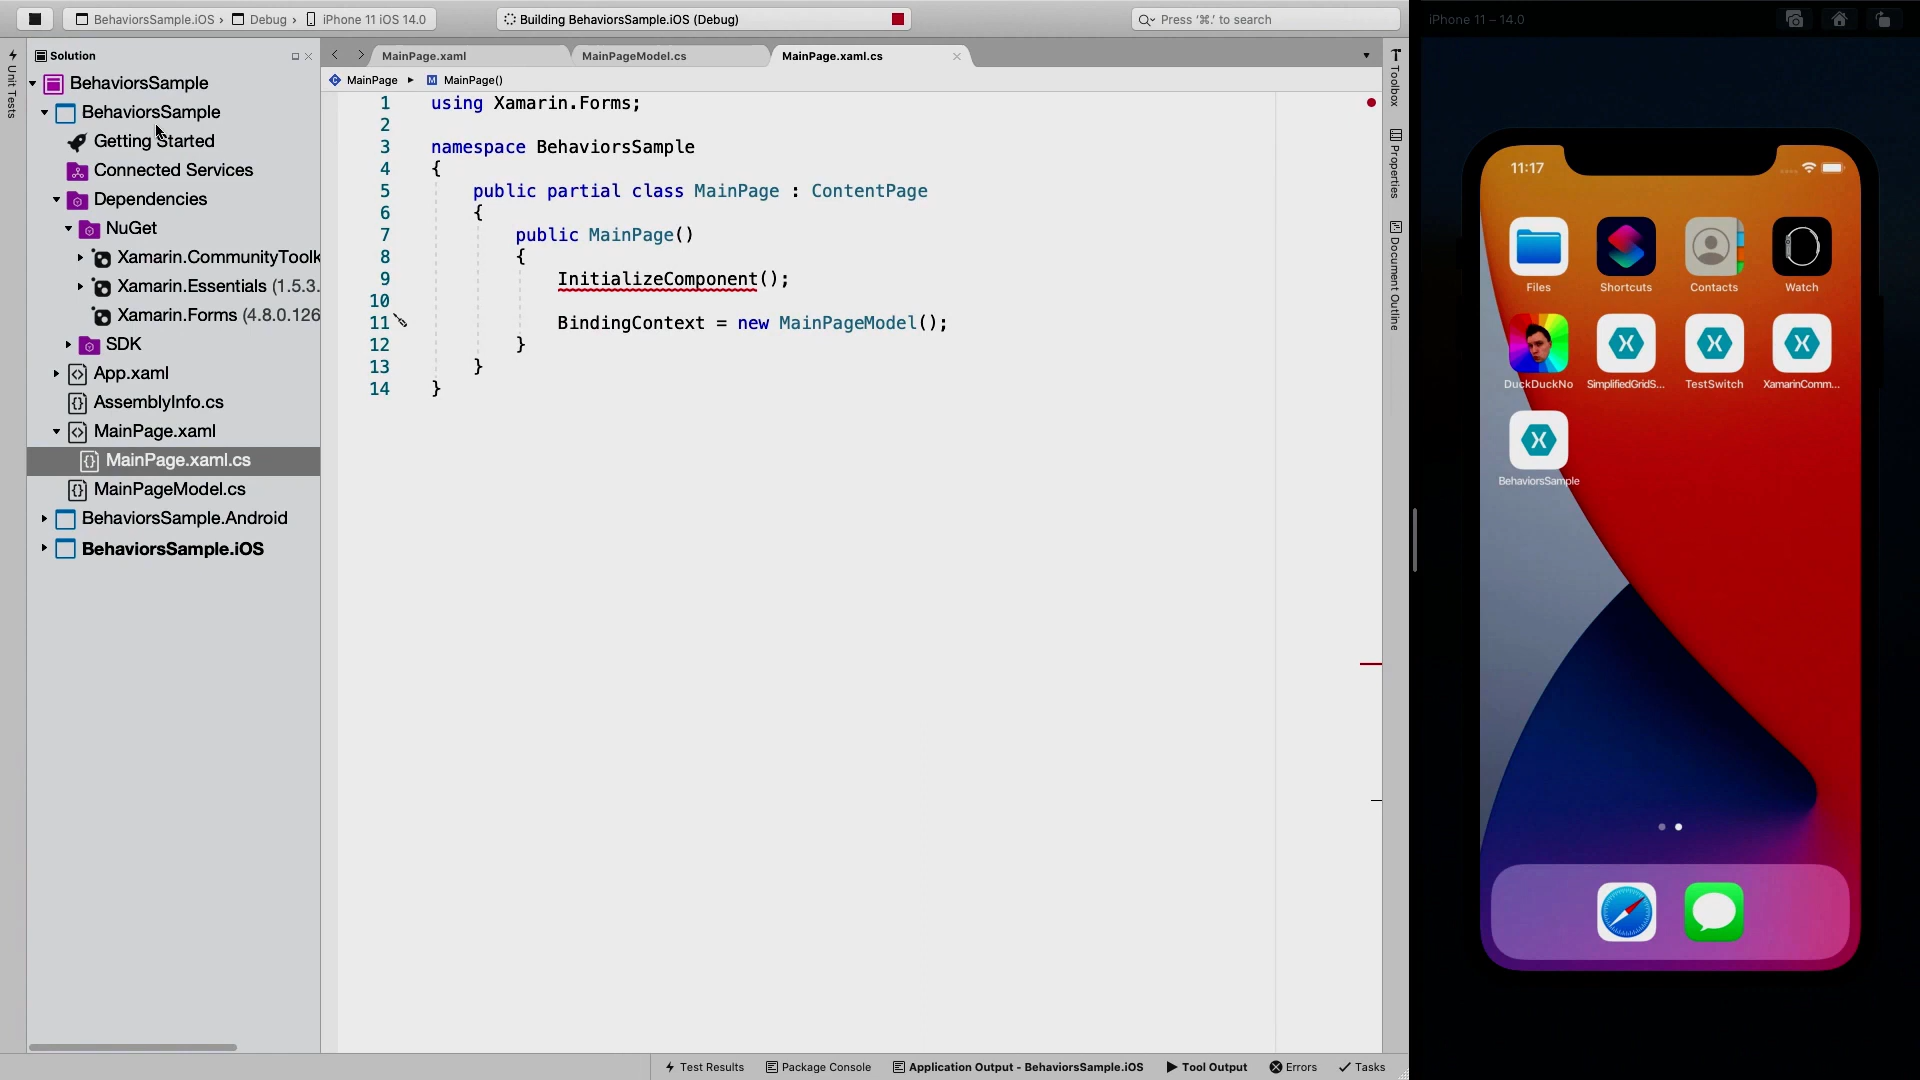 BehaviorsSample.iOS › Debug › iPhone 11 iOS 14.0
Building BehaviorsSample.iOS (Debug)
Press '⌘.' to search
iPhone 11 – 14.0
Unit Tests
Solution
BehaviorsSample
BehaviorsSample
Getting Started
Connected Services
Dependencies
NuGet
Xamarin.CommunityToolk
Xamarin.Essentials (1.5.3.
Xamarin.Forms (4.8.0.126
SDK
App.xaml
AssemblyInfo.cs
MainPage.xaml
MainPage.xaml.cs
MainPageModel.cs
BehaviorsSample.Android
BehaviorsSample.iOS
MainPage.xaml
MainPageModel.cs
MainPage.xaml.cs
MainPage
MainPage()
1 using Xamarin.Forms;
2
3 namespace BehaviorsSample
4 {
5 public partial class MainPage : ContentPage
6 {
7 public MainPage()
8 {
9 InitializeComponent();
10
11 BindingContext = new MainPageModel();
12 }
13 }
14 }
Toolbox
Properties
Document Outline
11:17
Files
Shortcuts
Contacts
Watch
DuckDuckNo
SimplifiedGridS...
TestSwitch
XamarinComm...
BehaviorsSample
Test Results
Package Console
Application Output - BehaviorsSample.iOS
Tool Output
Errors
Tasks